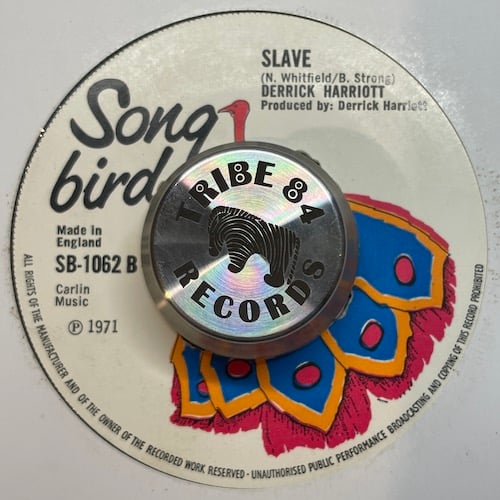 SLAVE
(N. Whitfield/B. Strong)
DERRICK HARRIOTT
Produced by: Derrick Harriott
Song
bird
TRIBE 84
RECORDS
Made in
England
SB-1062 B
Carlin
Music
℗ 1971
ALL RIGHTS OF THE MANUFACTURER AND OF THE OWNER OF THE RECORDED WORK RESERVED - UNAUTHORISED PUBLIC PERFORMANCE BROADCASTING AND COPYING OF THIS RECORD PROHIBITED